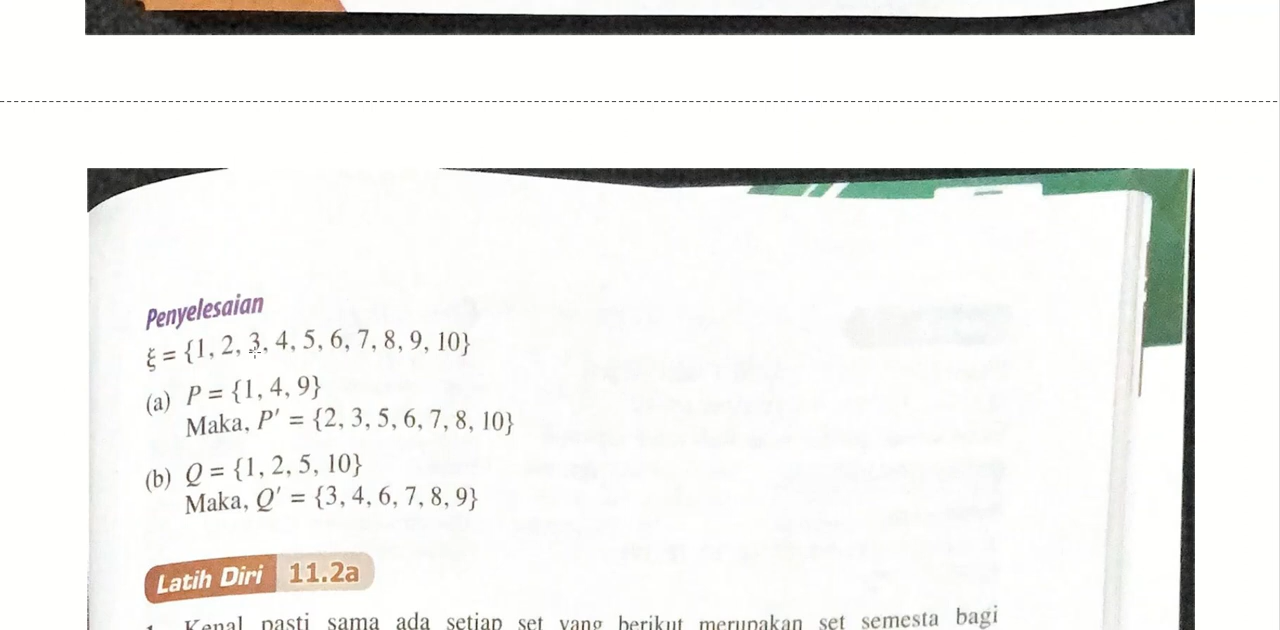 Penyelesaian
ξ = {1, 2, 3, 4, 5, 6, 7, 8, 9, 10}
(a) P = {1, 4, 9}
Maka, P′ = {2, 3, 5, 6, 7, 8, 10}
(b) Q = {1, 2, 5, 10}
Maka, Q′ = {3, 4, 6, 7, 8, 9}
Latih Diri 11.2a
1. Kenal pasti sama ada setiap set yang berikut merupakan set semesta bagi